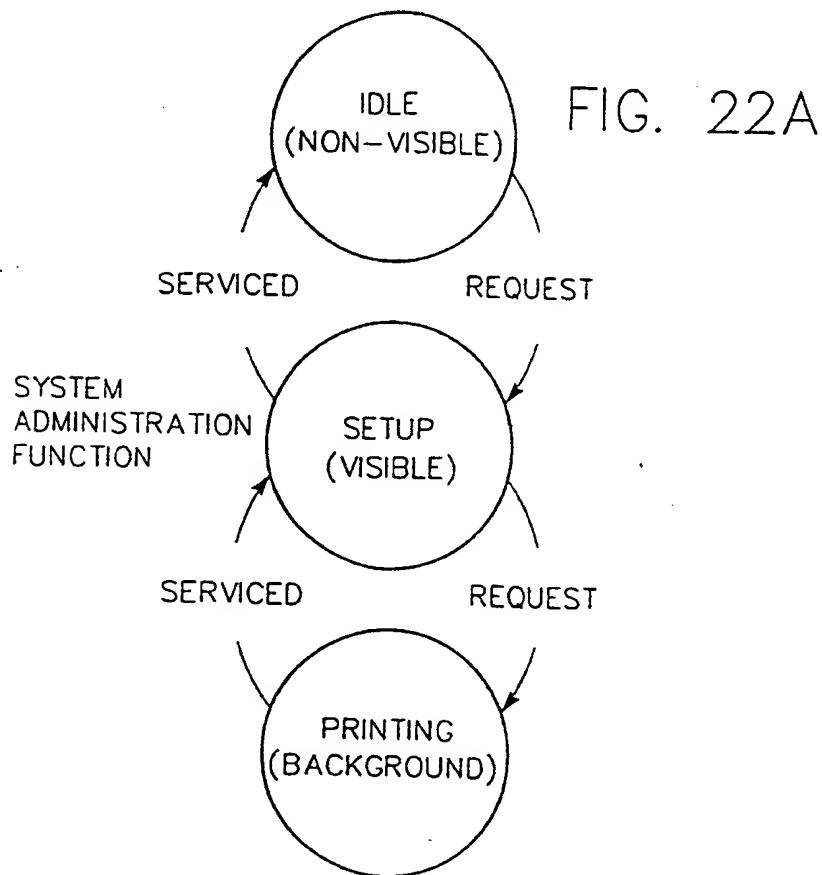 FIG. 22A
IDLE
(NON-VISIBLE)
SERVICED
REQUEST
SYSTEM
ADMINISTRATION
FUNCTION
SETUP
(VISIBLE)
SERVICED
REQUEST
PRINTING
(BACKGROUND)